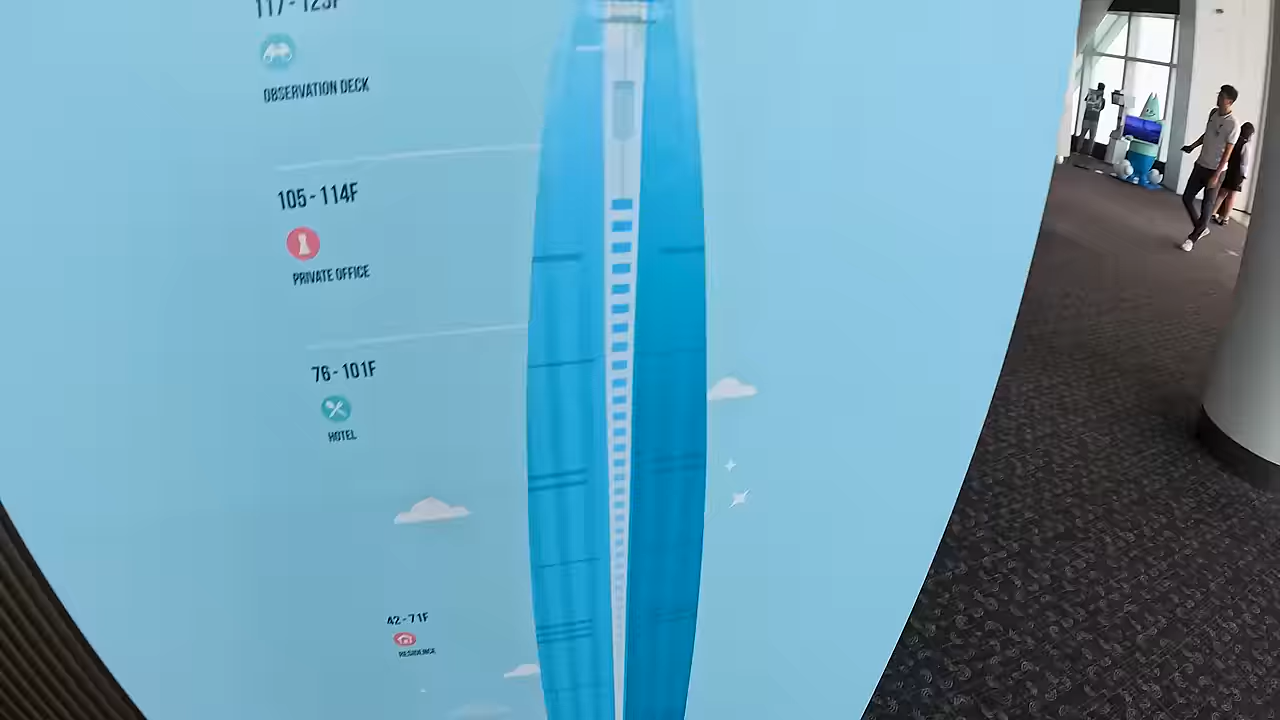 117-123F
OBSERVATION DECK
105-114F
PRIVATE OFFICE
76-101F
HOTEL
42-71F
RESIDENCE